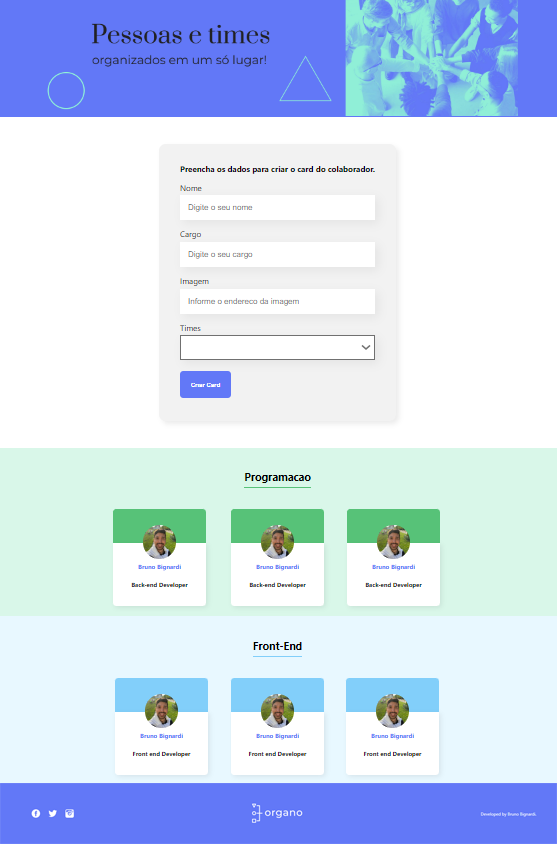 Pessoas e times
organizados em um só lugar!
Preencha os dados para criar o card do colaborador.
Nome
Digite o seu nome
Cargo
Digite o seu cargo
Imagem
Informe o endereco da imagem
Times
Criar Card
Programacao
Bruno Bignardi
Back-end Developer
Bruno Bignardi
Back-end Developer
Bruno Bignardi
Back-end Developer
Front-End
Bruno Bignardi
Front end Developer
Bruno Bignardi
Front end Developer
Bruno Bignardi
Front end Developer
organo
Developed by Bruno Bignardi.